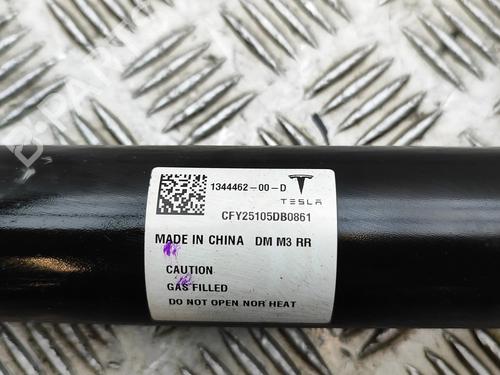 1344462-00-D
TESLA
CFY25105DB0861
MADE IN CHINA DM M3 RR
CAUTION
GAS FILLED
DO NOT OPEN NOR HEAT